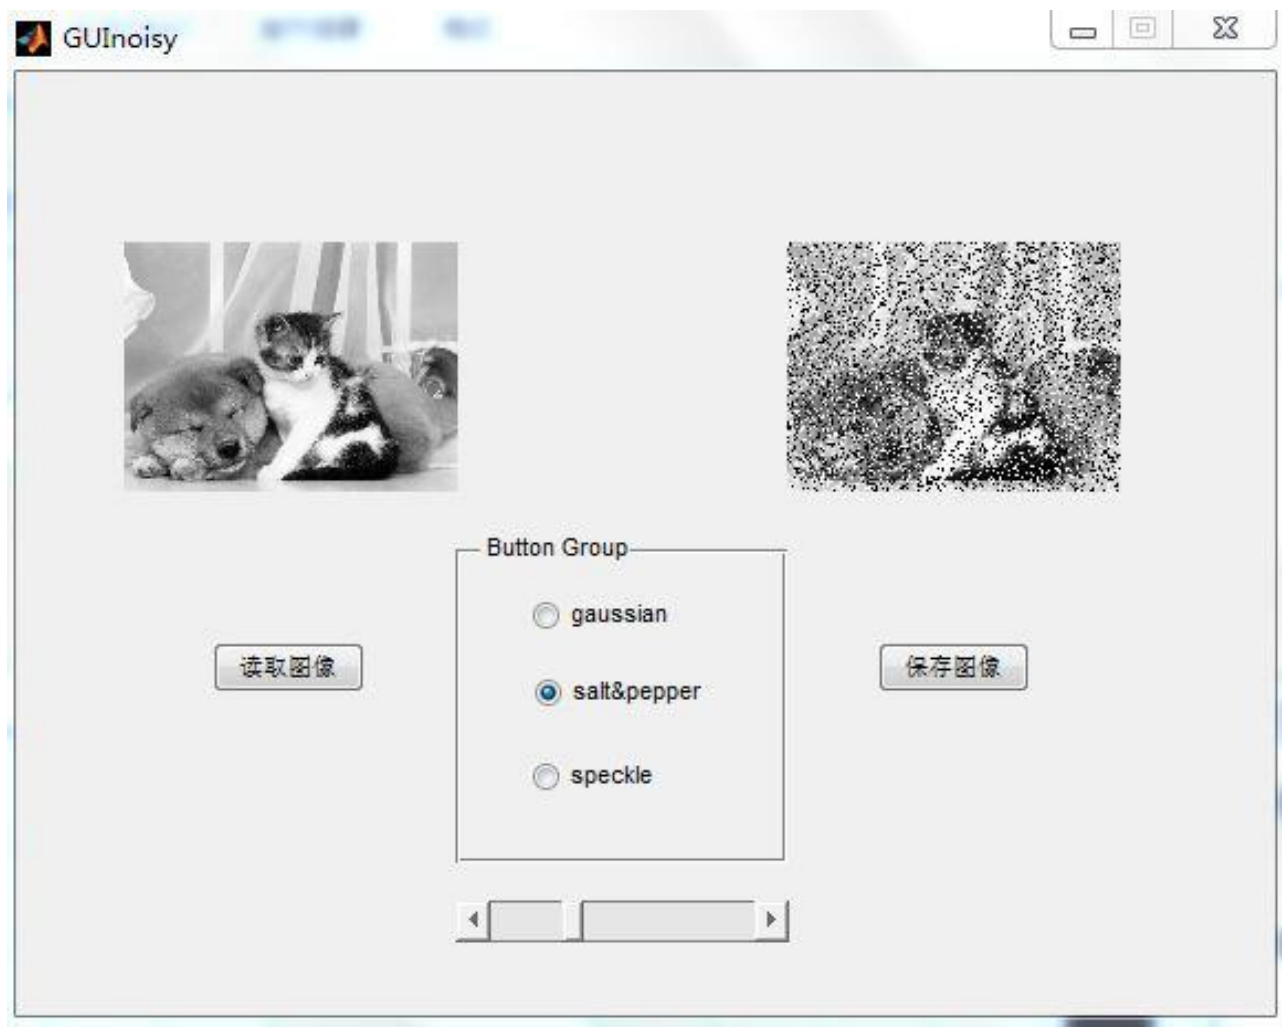 GUInoisy
Button Group
gaussian
读取图像
salt&pepper
保存图像
speckle